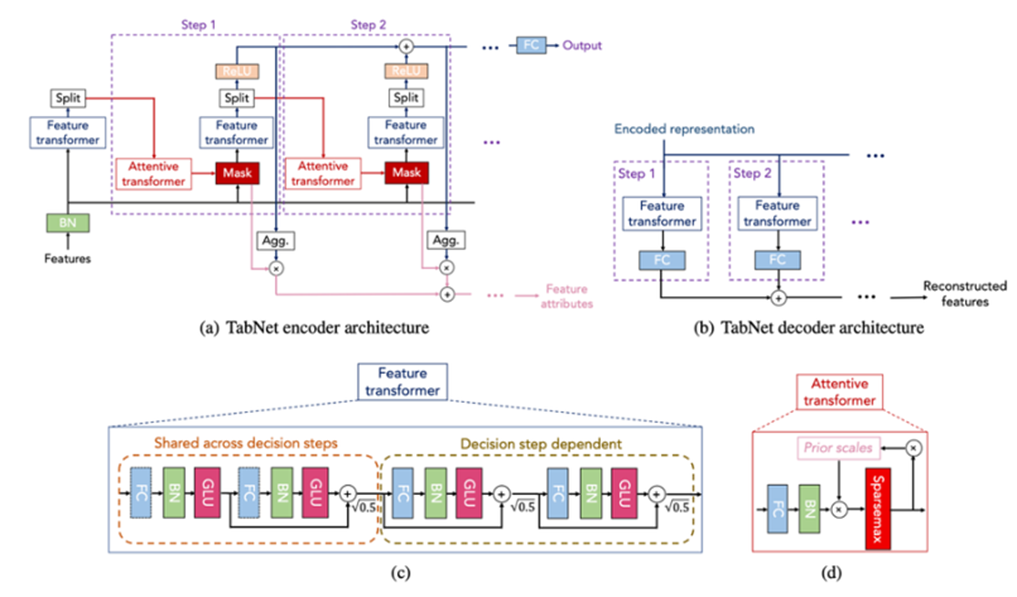 Step 1
Step 2
FC
Output
ReLU
ReLU
Split
Split
Split
Feature
transformer
Feature
transformer
Feature
transformer
Attentive
transformer
Mask
Attentive
transformer
Mask
BN
Features
Agg.
Agg.
Feature
attributes
(a) TabNet encoder architecture
Encoded representation
Step 1
Step 2
Feature
transformer
Feature
transformer
FC
FC
Reconstructed
features
(b) TabNet decoder architecture
Feature
transformer
Shared across decision steps
Decision step dependent
FC
BN
GLU
FC
BN
GLU
√0.5
FC
BN
GLU
√0.5
FC
BN
GLU
√0.5
(c)
Attentive
transformer
Prior scales
FC
BN
Sparsemax
(d)